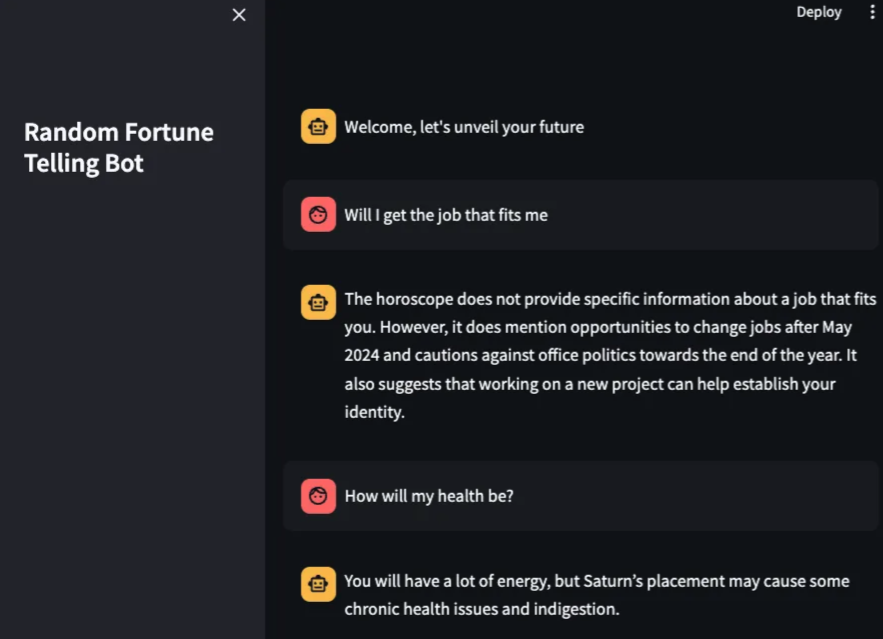 Deploy
Random Fortune
Telling Bot
Welcome, let's unveil your future
Will I get the job that fits me
The horoscope does not provide specific information about a job that fits
you. However, it does mention opportunities to change jobs after May
2024 and cautions against office politics towards the end of the year. It
also suggests that working on a new project can help establish your
identity.
How will my health be?
You will have a lot of energy, but Saturn’s placement may cause some
chronic health issues and indigestion.